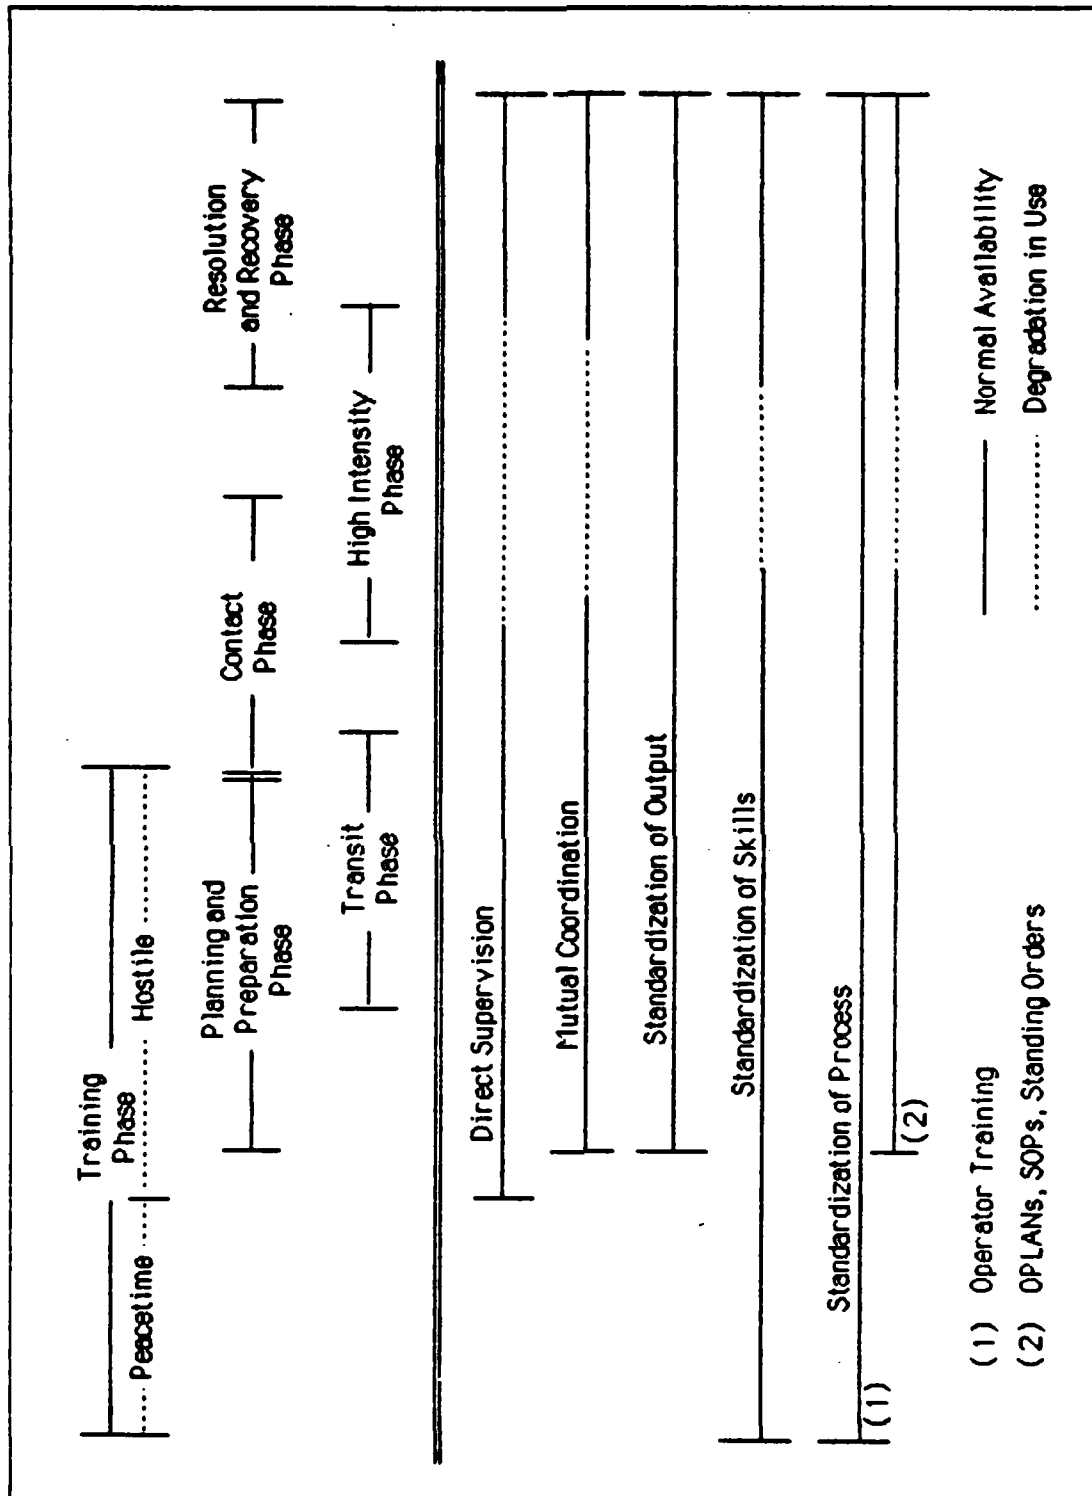 Training
Phase
Peacetime
Hostile
Planning and
Preparation
Phase
Contact
Phase
Resolution
and Recovery
Phase
Transit
Phase
High Intensity
Phase
Direct Supervision
Mutual Coordination
Standardization of Output
Standardization of Skills
Standardization of Process
(1)
(2)
(1) Operator Training
(2) OPLANs, SOPs, Standing Orders
Normal Availability
Degradation in Use